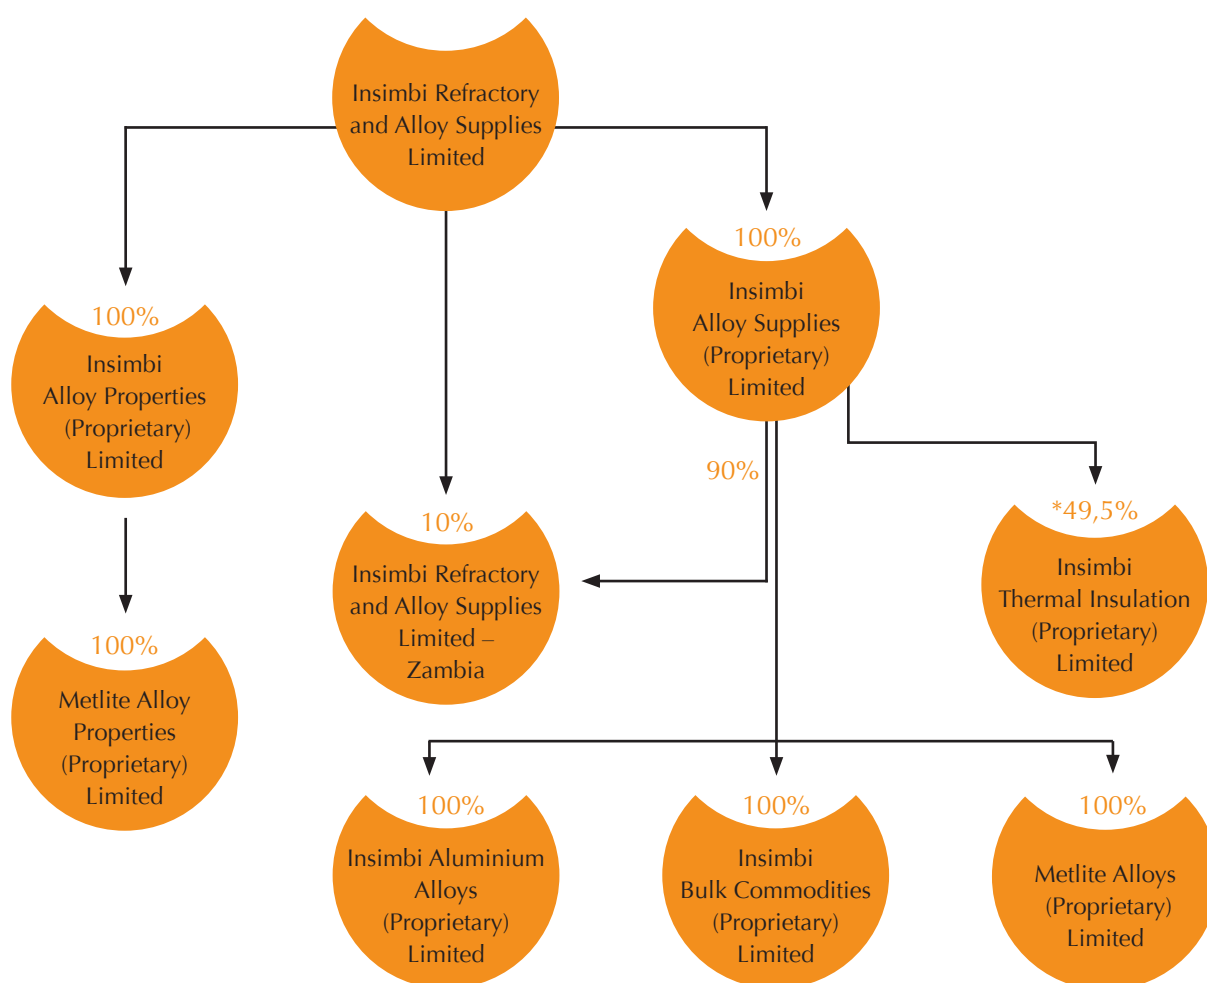 Insimbi Refractory
and Alloy Supplies
Limited
100%
Insimbi
Alloy Supplies
(Proprietary)
Limited
100%
Insimbi
Alloy Properties
(Proprietary)
Limited
90%
10%
Insimbi Refractory
and Alloy Supplies
Limited –
Zambia
*49,5%
Insimbi
Thermal Insulation
(Proprietary)
Limited
100%
Metlite Alloy
Properties
(Proprietary)
Limited
100%
Insimbi Aluminium
Alloys
(Proprietary)
Limited
100%
Insimbi
Bulk Commodities
(Proprietary)
Limited
100%
Metlite Alloys
(Proprietary)
Limited